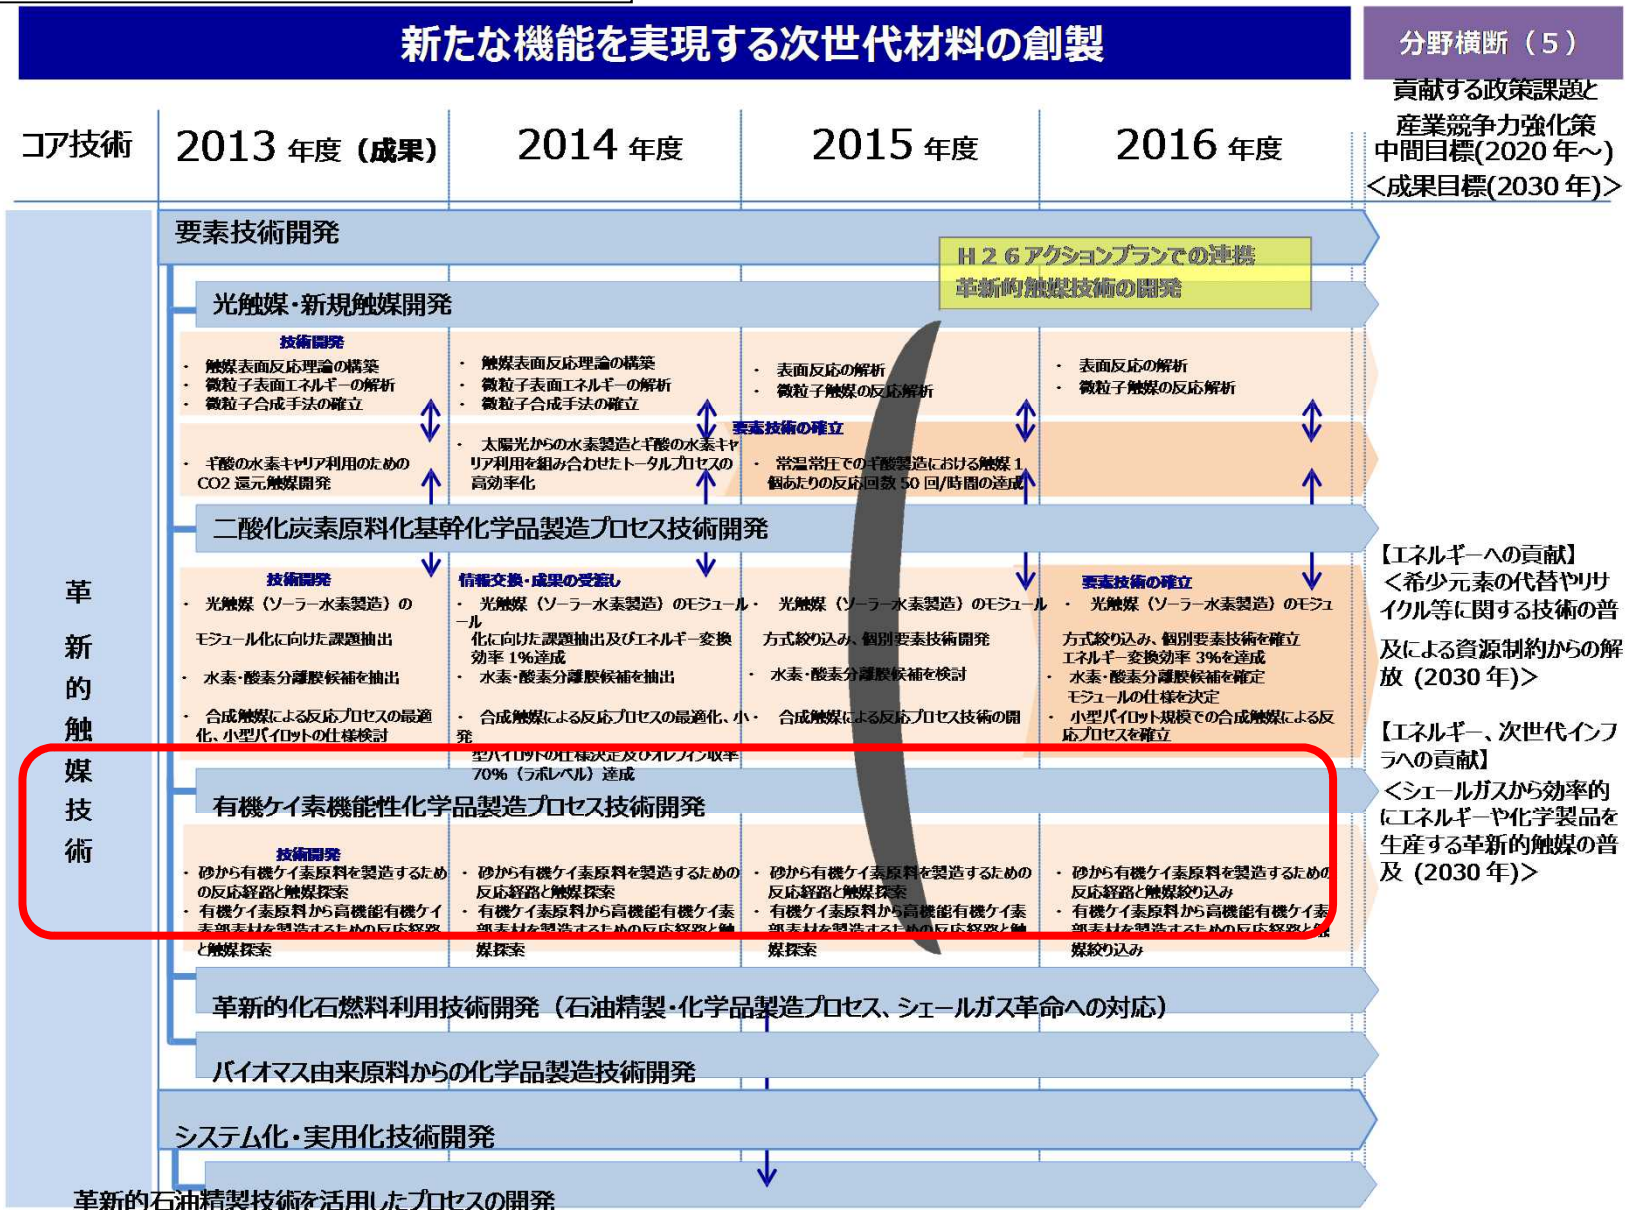 新たな機能を実現する次世代材料の創製
分野横断（５）
貢献する政策課題と
産業競争力強化策
中間目標(2020 年～)
＜成果目標(2030 年)＞
コア技術
2013 年度（成果）
2014 年度
2015 年度
2016 年度
革新的触媒技術
要素技術開発
Ｈ２６アクションプランでの連携
革新的触媒技術の開発
光触媒・新規触媒開発
技術開発
・ 触媒表面反応理論の構築
・ 微粒子表面エネルギーの解析
・ 微粒子合成手法の確立
・ 触媒表面反応理論の構築
・ 微粒子表面エネルギーの解析
・ 微粒子合成手法の確立
・ 表面反応の解析
・ 微粒子触媒の反応解析
・ 表面反応の解析
・ 微粒子触媒の反応解析
・ ギ酸の水素キャリア利用のための
CO2 還元触媒開発
・ 太陽光からの水素製造とギ酸の水素キャ
リア利用を組み合わせたトータルプロセスの
高効率化
要素技術の確立
・ 常温常圧でのギ酸製造における触媒 1
個あたりの反応回数 50 回/時間の達成
二酸化炭素原料化基幹化学品製造プロセス技術開発
技術開発
・ 光触媒（ソーラー水素製造）の
モジュール化に向けた課題抽出
・ 水素・酸素分離膜候補を抽出
・ 合成触媒による反応プロセスの最適
化、小型パイロットの仕様検討
情報交換・成果の受渡し
・ 光触媒（ソーラー水素製造）のモジュール
ール
化に向けた課題抽出及びエネルギー変換
効率 1%達成
・ 水素・酸素分離膜候補を抽出
・ 合成触媒による反応プロセスの最適化、小
発
型パイロットの仕様決定及びオレフィン収率
70%（ラボレベル）達成
・ 光触媒（ソーラー水素製造）のモジュール
方式絞り込み、個別要素技術開発
・ 水素・酸素分離膜候補を検討
・ 合成触媒による反応プロセス技術の開
要素技術の確立
・ 光触媒（ソーラー水素製造）のモジュ
方式絞り込み、個別要素技術を確立
エネルギー変換効率 3%を達成
・ 水素・酸素分離膜候補を確定
モジュールの仕様を決定
・ 小型パイロット規模での合成触媒による反
応プロセスを確立
有機ケイ素機能性化学品製造プロセス技術開発
技術開発
・ 砂から有機ケイ素原料を製造するため
の反応経路と触媒探索
・ 有機ケイ素原料から高機能有機ケイ
素部素材を製造するための反応経路
と触媒探索
・ 砂から有機ケイ素原料を製造するための
反応経路と触媒探索
・ 有機ケイ素原料から高機能有機ケイ素
部素材を製造するための反応経路と触
媒探索
・ 砂から有機ケイ素原料を製造するための
反応経路と触媒探索
・ 有機ケイ素原料から高機能有機ケイ素
部素材を製造するための反応経路と触
媒探索
・ 砂から有機ケイ素原料を製造するための
反応経路と触媒絞り込み
・ 有機ケイ素原料から高機能有機ケイ素
部素材を製造するための反応経路と触
媒絞り込み
革新的化石燃料利用技術開発（石油精製・化学品製造プロセス、シェールガス革命への対応）
バイオマス由来原料からの化学品製造技術開発
システム化・実用化技術開発
革新的石油精製技術を活用したプロセスの開発
【エネルギーへの貢献】
＜希少元素の代替やリサ
イクル等に関する技術の普
及による資源制約からの解
放 (2030 年)＞
【エネルギー、次世代インフ
ラへの貢献】
＜シェールガスから効率的
にエネルギーや化学製品を
生産する革新的触媒の普
及 (2030 年)＞